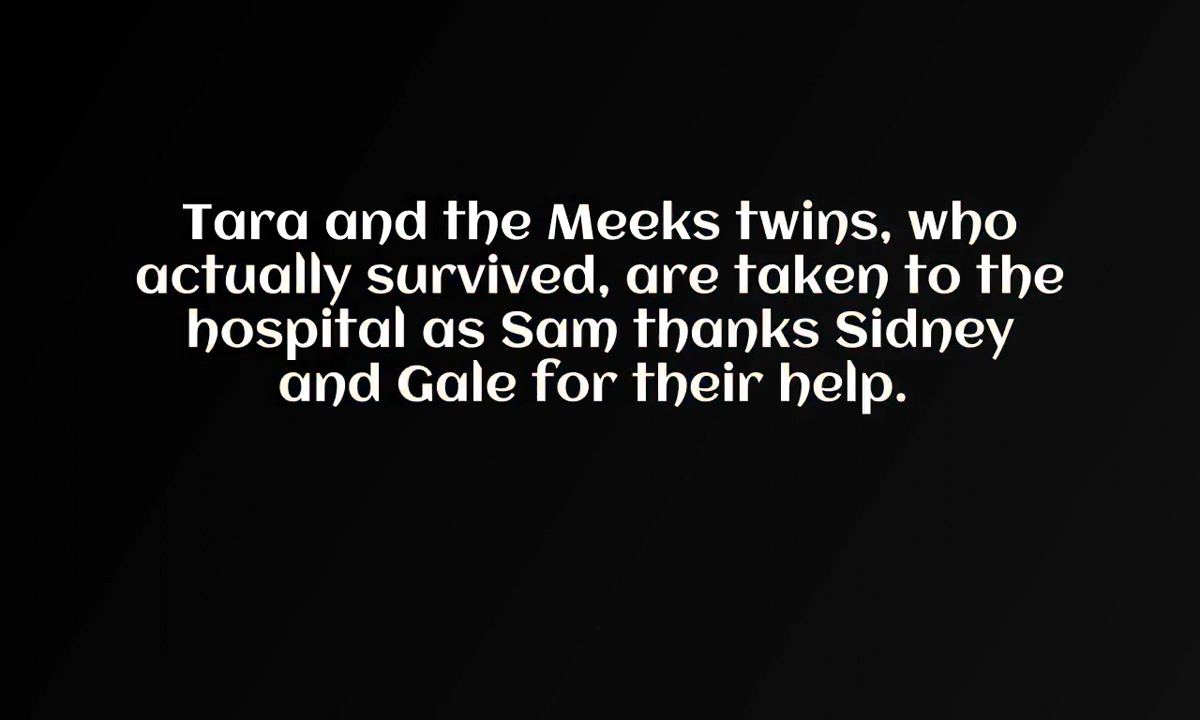 Tara and the Meeks twins, who
actually survived, are taken to the
hospital as Sam thanks Sidney
and Gale for their help.